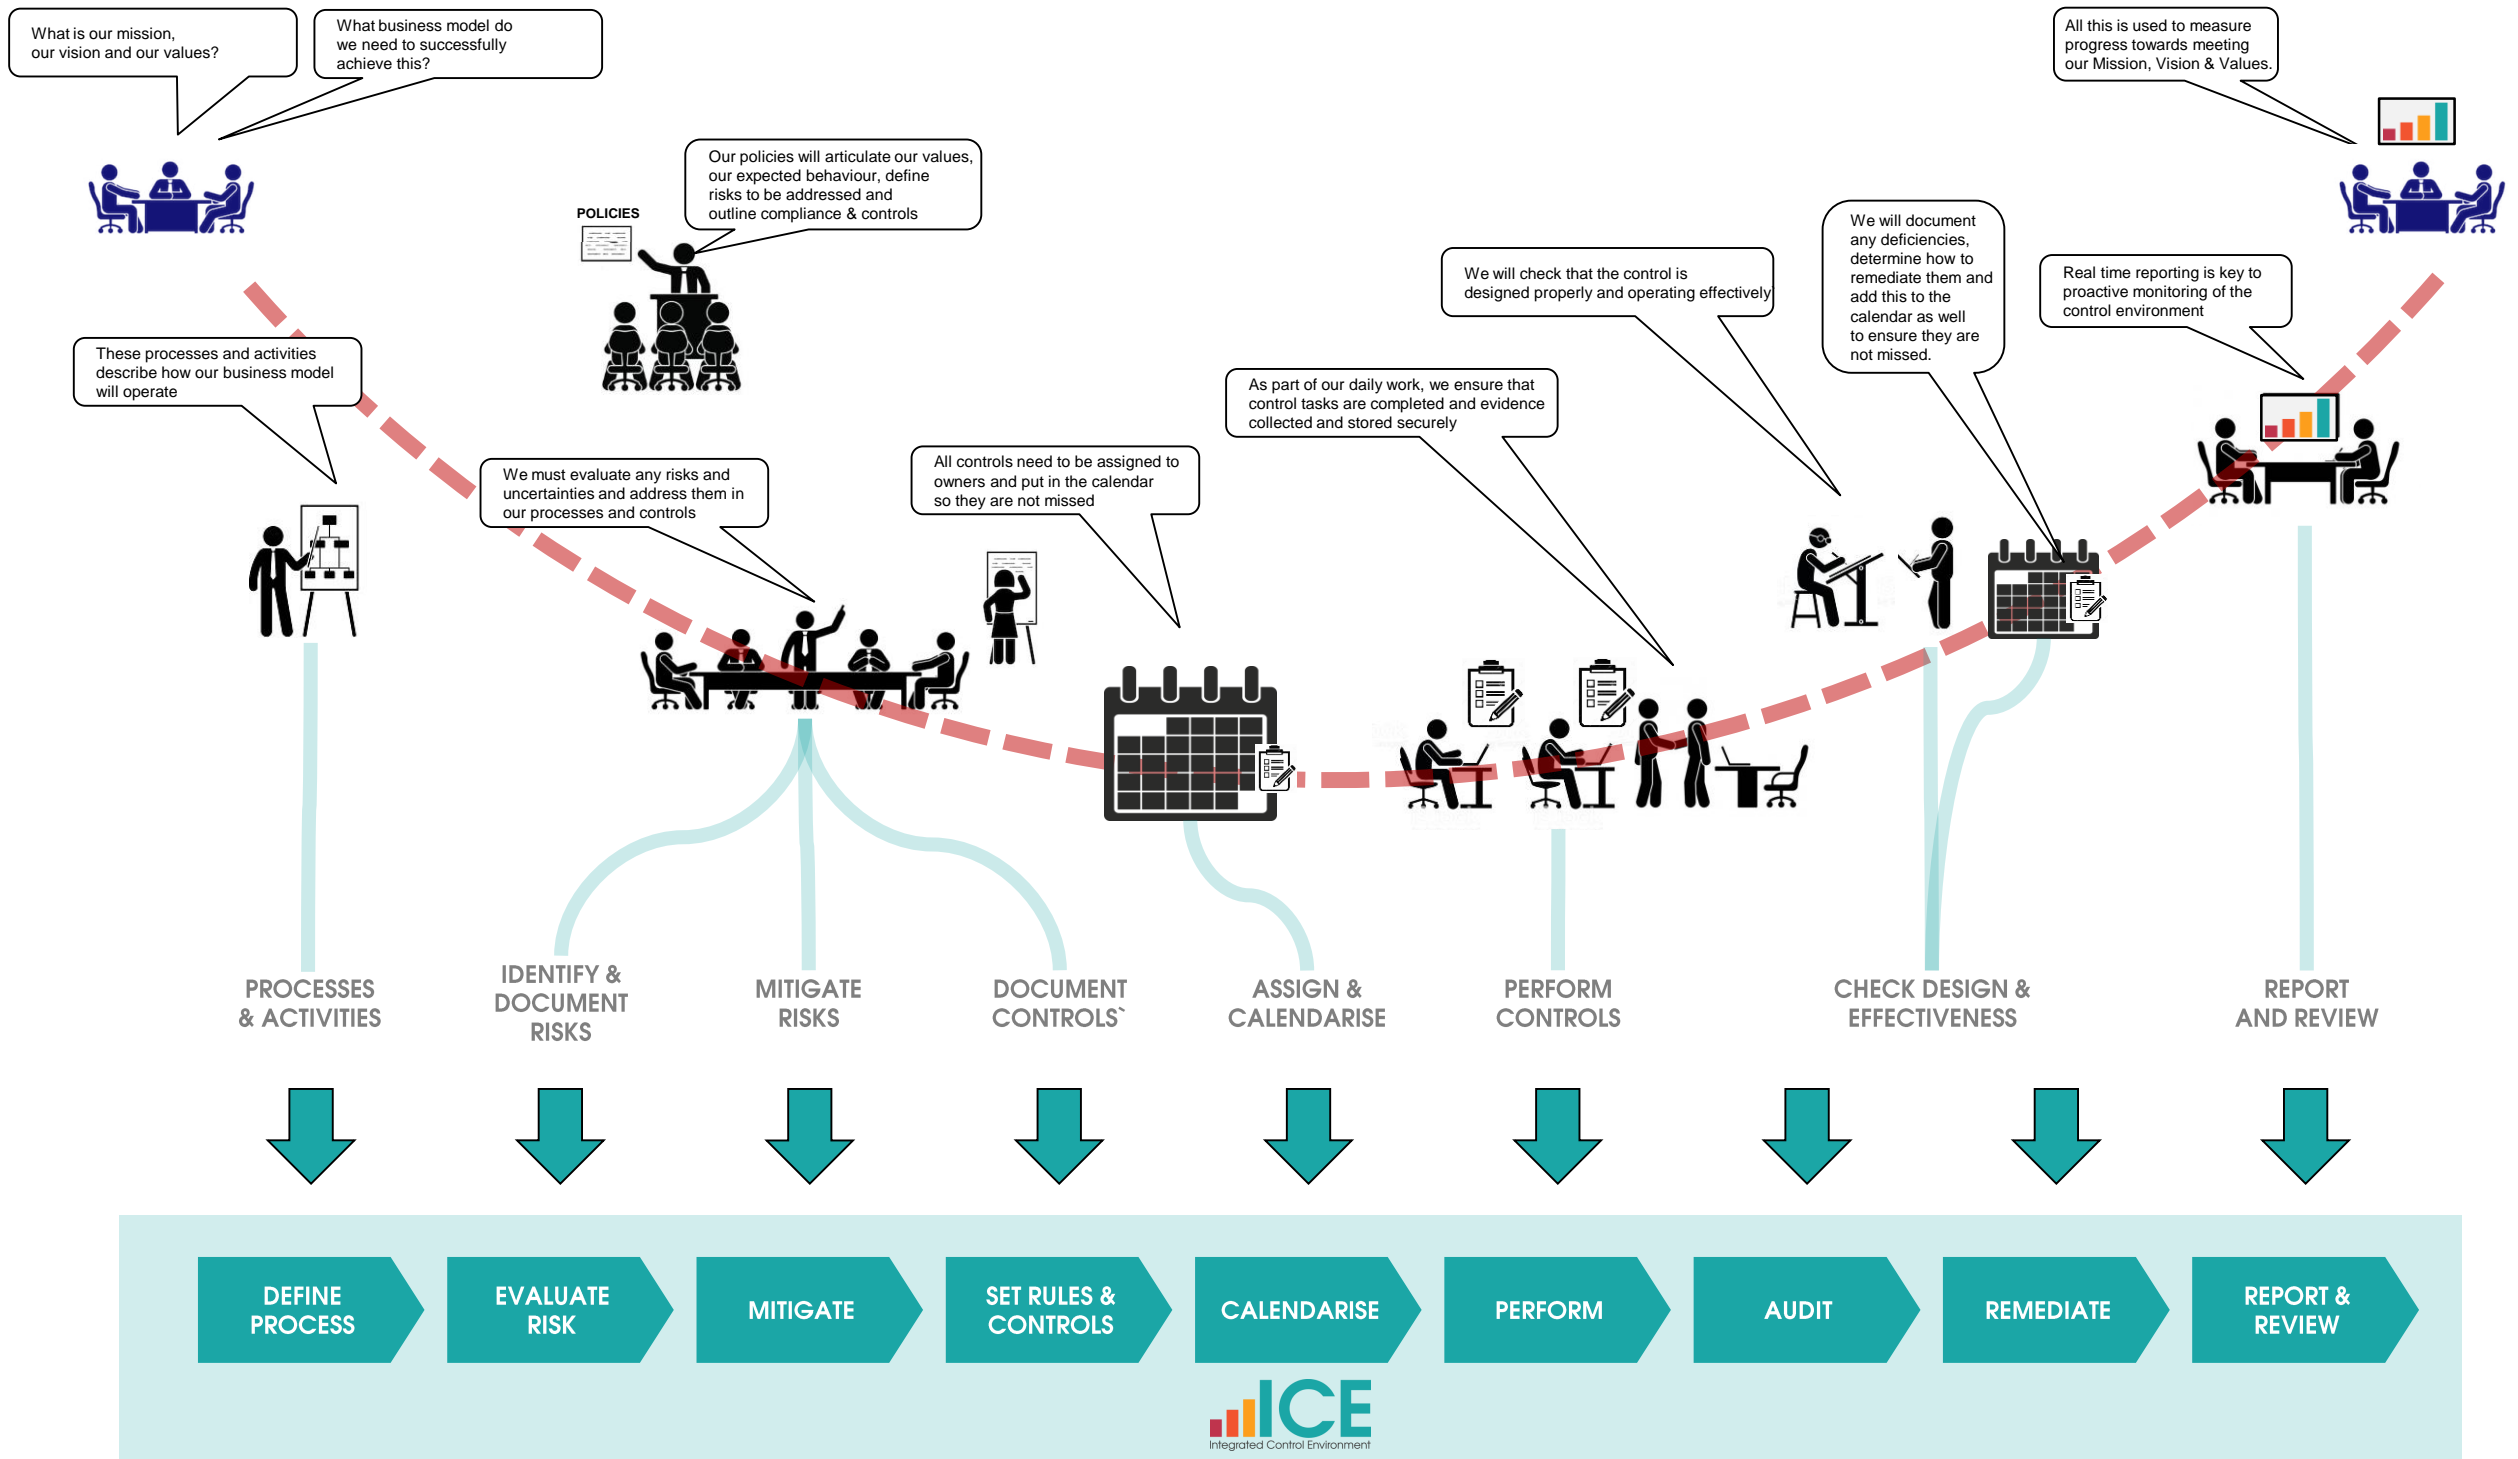 What is our mission,
our vision and our values?
What business model do
we need to successfully
achieve this?
All this is used to measure
progress towards meeting
our Mission, Vision & Values.
Our policies will articulate our values,
our expected behaviour, define
risks to be addressed and
outline compliance & controls
POLICIES
We will document
any deficiencies,
determine how to
remediate them and
add this to the
calendar as well
to ensure they are
not missed.
We will check that the control is
designed properly and operating effectively
Real time reporting is key to
proactive monitoring of the
control environment
These processes and activities
describe how our business model
will operate
As part of our daily work, we ensure that
control tasks are completed and evidence
collected and stored securely
We must evaluate any risks and
uncertainties and address them in
our processes and controls
All controls need to be assigned to
owners and put in the calendar
so they are not missed
PROCESSES
& ACTIVITIES
IDENTIFY &
DOCUMENT
RISKS
MITIGATE
RISKS
DOCUMENT
CONTROLS`
ASSIGN &
CALENDARISE
PERFORM
CONTROLS
CHECK DESIGN &
EFFECTIVENESS
REPORT
AND REVIEW
DEFINE
PROCESS
EVALUATE
RISK
MITIGATE
SET RULES &
CONTROLS
CALENDARISE
PERFORM
AUDIT
REMEDIATE
REPORT &
REVIEW
ICE
Integrated Control Environment